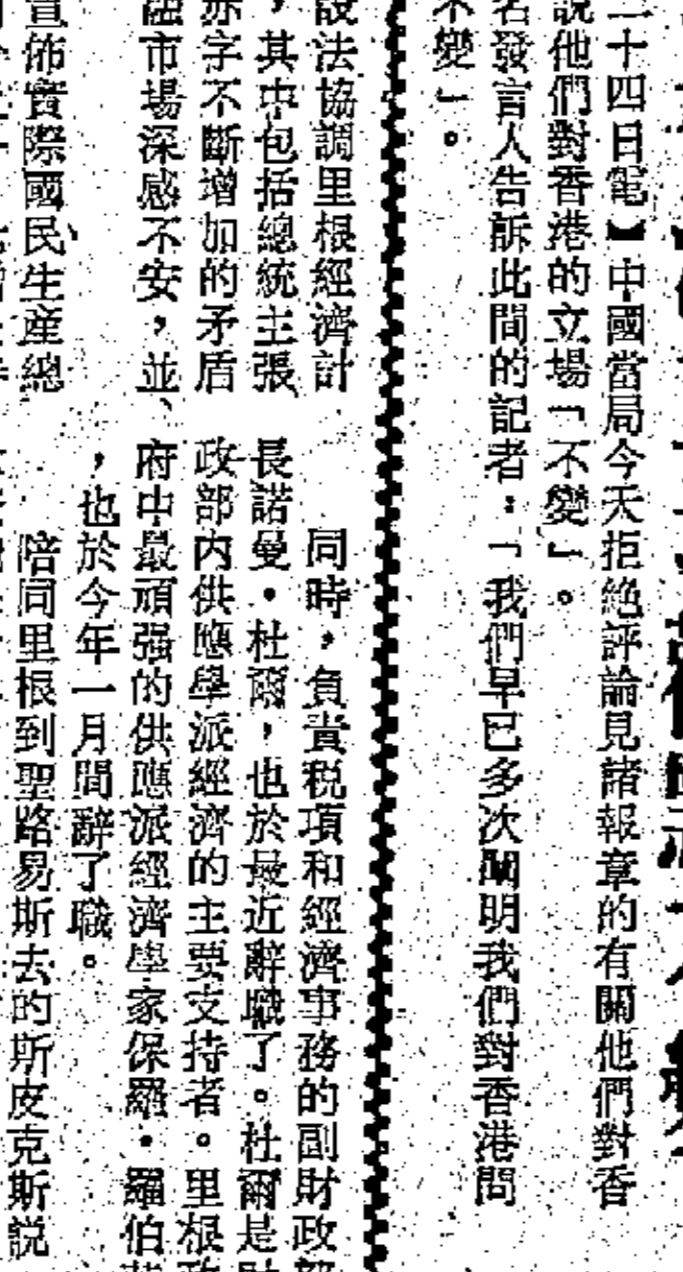 二十四日電】中國當局今天拒絕評論見諸報章的有關他們對香
說他們對香港的立場「不變」。
名發言人告訴此間的記者：「我們早已多次闡明我們對香港問
不變」。
設法協調里根經濟計
，其中包括總統主張
赤字不斷增加的矛盾
融市場深感不安，並
宣佈實際國民生產總
同時，負責税項和經濟事務的副財政部
長諾曼・杜爾，也於最近辭職了。杜爾是財
政部内供應學派經濟的主要支持者。里根政
府中最頑强的供應派經濟學家保羅・羅伯
，也於今年一月間辭了職。
陪同里根到聖路易斯去的斯皮克斯説